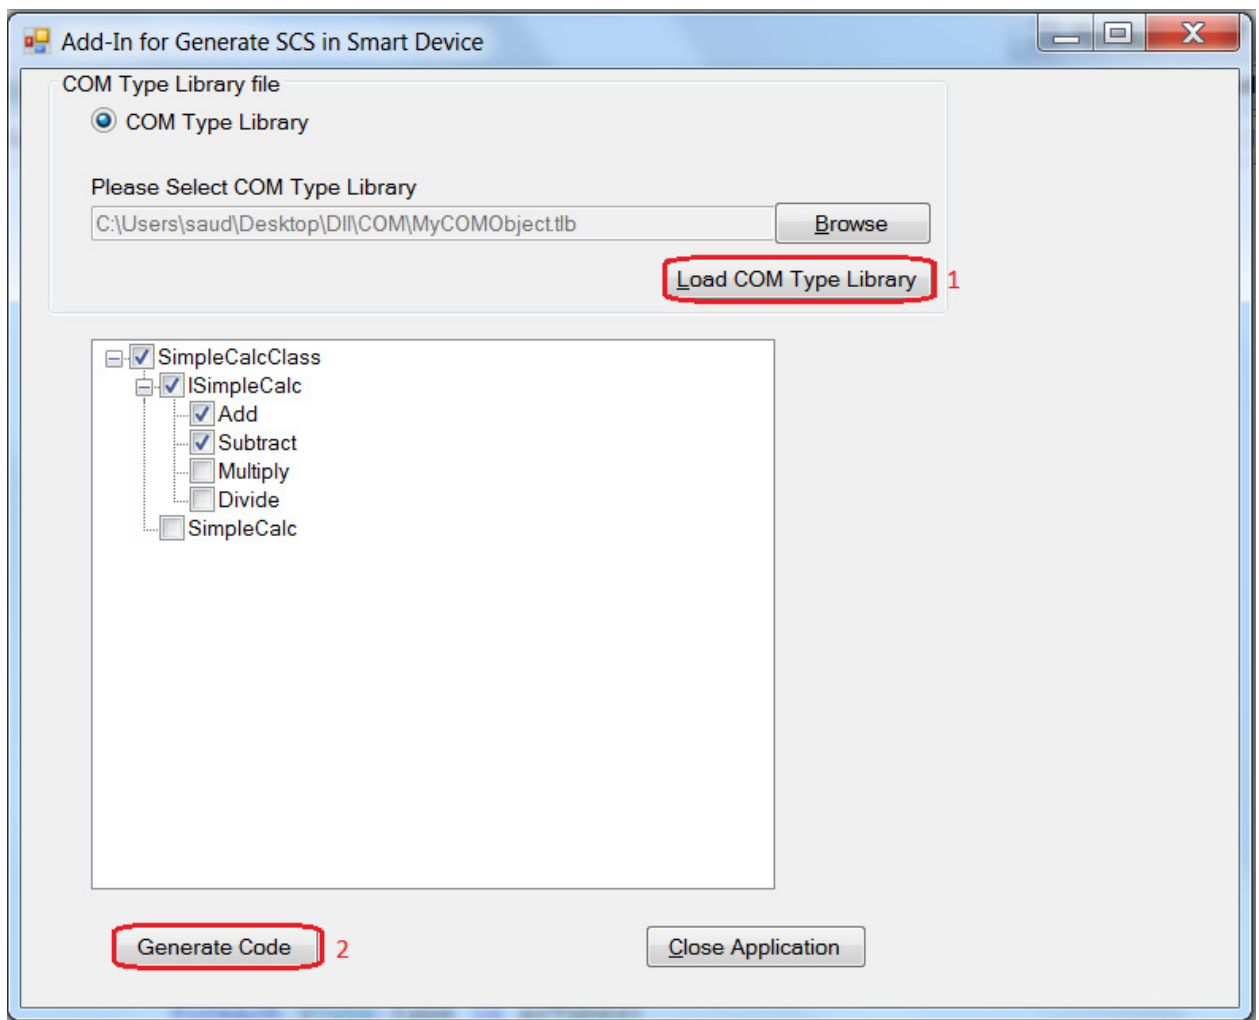 Add-In for Generate SCS in Smart Device
COM Type Library file
COM Type Library
Please Select COM Type Library
C:\Users\saud\Desktop\Dll\COM\MyCOMObject.tlb
Browse
Load COM Type Library 1
SimpleCalcClass
ISimpleCalc
Add
Subtract
Multiply
Divide
SimpleCalc
Generate Code 2
Close Application